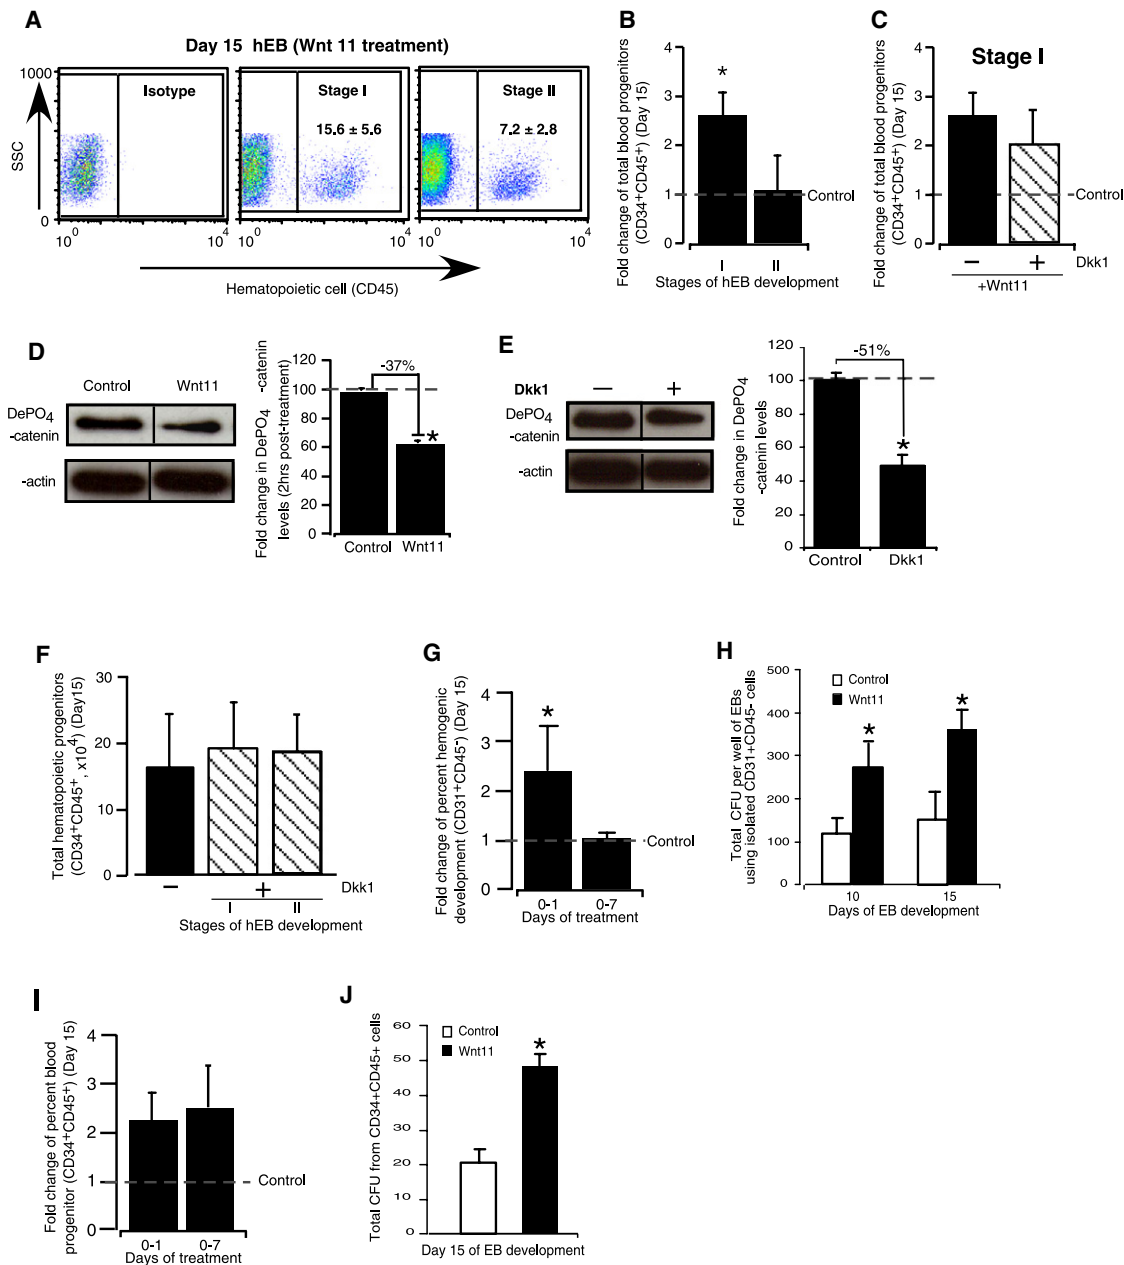 A
Day 15 hEB (Wnt 11 treatment)
1000
SSC
0
Isotype
Stage I
15.6 ± 5.6
Stage II
7.2 ± 2.8
10^0 10^4 10^0 10^4 10^0 10^4
Hematopoietic cell (CD45)
B
Fold change of total blood progenitors
(CD34+CD45+) (Day 15)
4
3
2
1
0
*
Control
I II
Stages of hEB development
C
Fold change of total blood progenitors
(CD34+CD45+) (Day 15)
4
3
2
1
0
Stage I
Control
− + Dkk1
+Wnt11
D
Control Wnt11
DePO4
-catenin
-actin
Fold change in DePO4 -catenin
levels (2hrs post-treatment)
120
100
80
60
40
20
0
-37%
*
Control Wnt11
E
Dkk1 − +
DePO4
-catenin
-actin
Fold change in DePO4
-catenin levels
120
100
80
60
40
20
0
-51%
*
Control Dkk1
F
Total hematopoietic progenitors
(CD34+CD45+, x10^4) (Day15)
30
20
10
0
− + Dkk1
I II
Stages of hEB development
G
Fold change of percent hemogenic
development (CD31+CD45-) (Day 15)
4
3
2
1
0
*
Control
0-1 0-7
Days of treatment
H
Total CFU per well of EBs
using isolated CD31+CD45- cells
500
400
300
200
100
0
Control
Wnt11
* *
10 15
Days of EB development
I
Fold change of percent blood
progenitor (CD34+CD45+) (Day 15)
4
3
2
1
0
Control
0-1 0-7
Days of treatment
J
Total CFU from CD34+CD45+ cells
60
50
40
30
20
10
0
Control
Wnt11
*
Day 15 of EB development